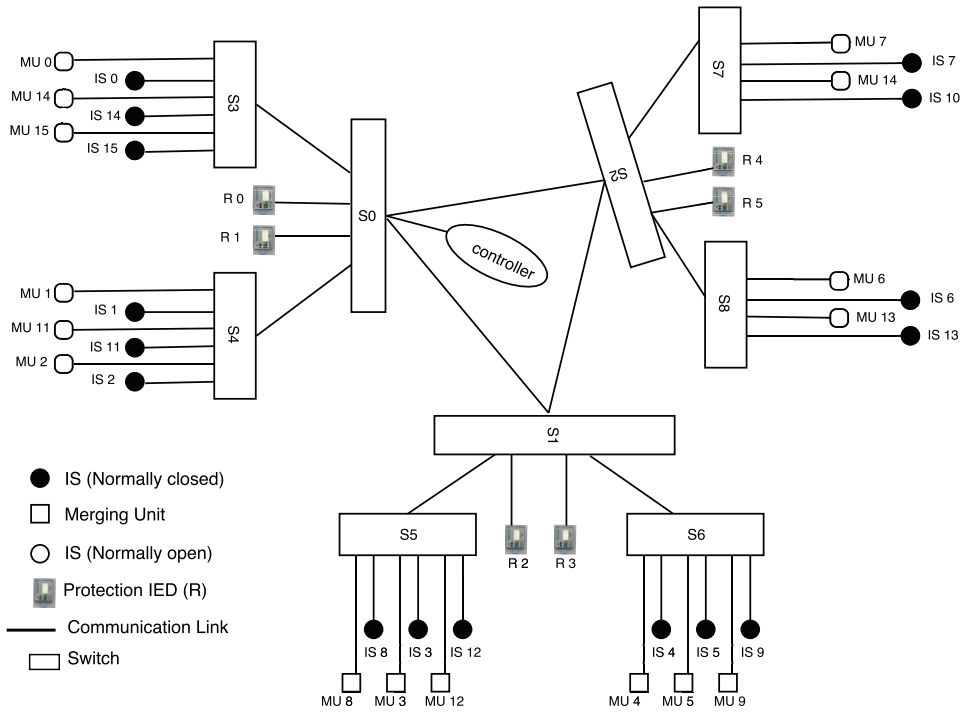 MU 0
IS 0
MU 14
IS 14
MU 15
IS 15
S3
R 0
R 1
S0
controller
MU 1
IS 1
MU 11
IS 11
MU 2
IS 2
S4
S2
S7
MU 7
IS 7
MU 14
IS 10
R 4
R 5
S8
MU 6
IS 6
MU 13
IS 13
S1
S5
R 2
R 3
S6
IS 8
IS 3
IS 12
IS 4
IS 5
IS 9
MU 8
MU 3
MU 12
MU 4
MU 5
MU 9
IS (Normally closed)
Merging Unit
IS (Normally open)
Protection IED (R)
Communication Link
Switch